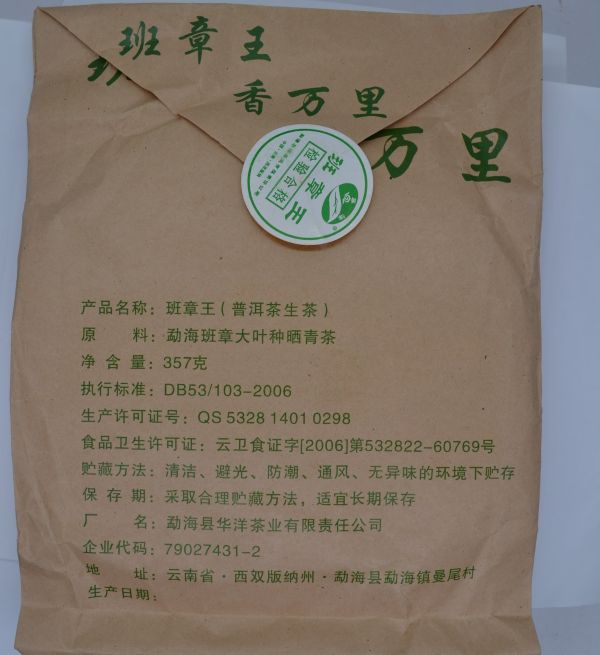 班章王
香万里
万里
班章王
检验合格
产品名称：班章王（普洱茶生茶）
原　　料：勐海班章大叶种晒青茶
净 含 量：357克
执行标准：DB53/103-2006
生产许可证号：QS 5328 1401 0298
食品卫生许可证：云卫食证字[2006]第532822-60769号
贮藏方法：清洁、避光、防潮、通风、无异味的环境下贮存
保 存 期：采取合理贮藏方法，适宜长期保存
厂　　名：勐海县华洋茶业有限责任公司
企业代码：79027431-2
地　　址：云南省·西双版纳州·勐海县勐海镇曼尾村
生产日期：